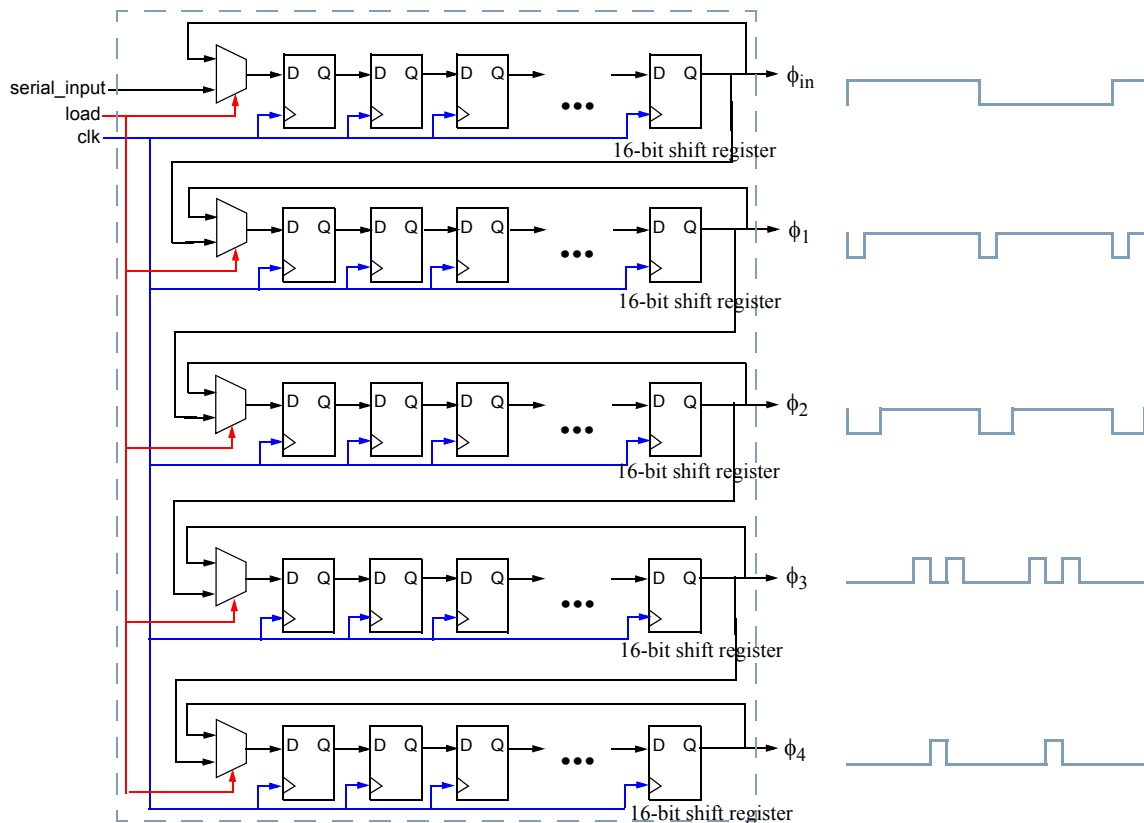 D Q D Q D Q D Q ϕin
serial_input
load
clk
16-bit shift register
D Q D Q D Q D Q ϕ1
16-bit shift register
D Q D Q D Q D Q ϕ2
16-bit shift register
D Q D Q D Q D Q ϕ3
16-bit shift register
D Q D Q D Q D Q ϕ4
16-bit shift register